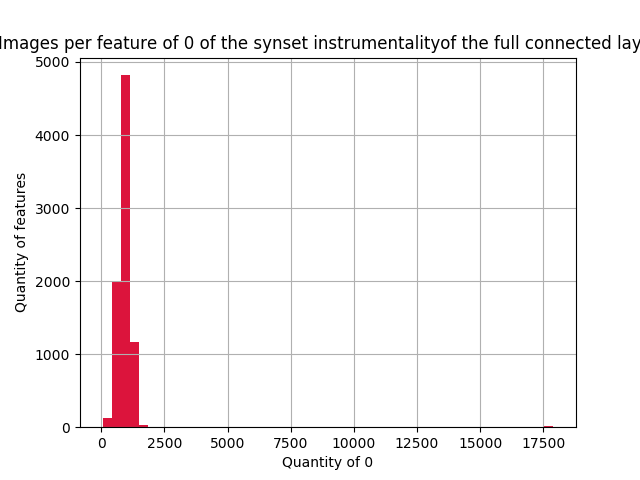 Images per feature of 0 of the synset instrumentalityof the full connected lay
5000
4000
3000
2000
1000
0
Quantity of features
0 2500 5000 7500 10000 12500 15000 17500
Quantity of 0